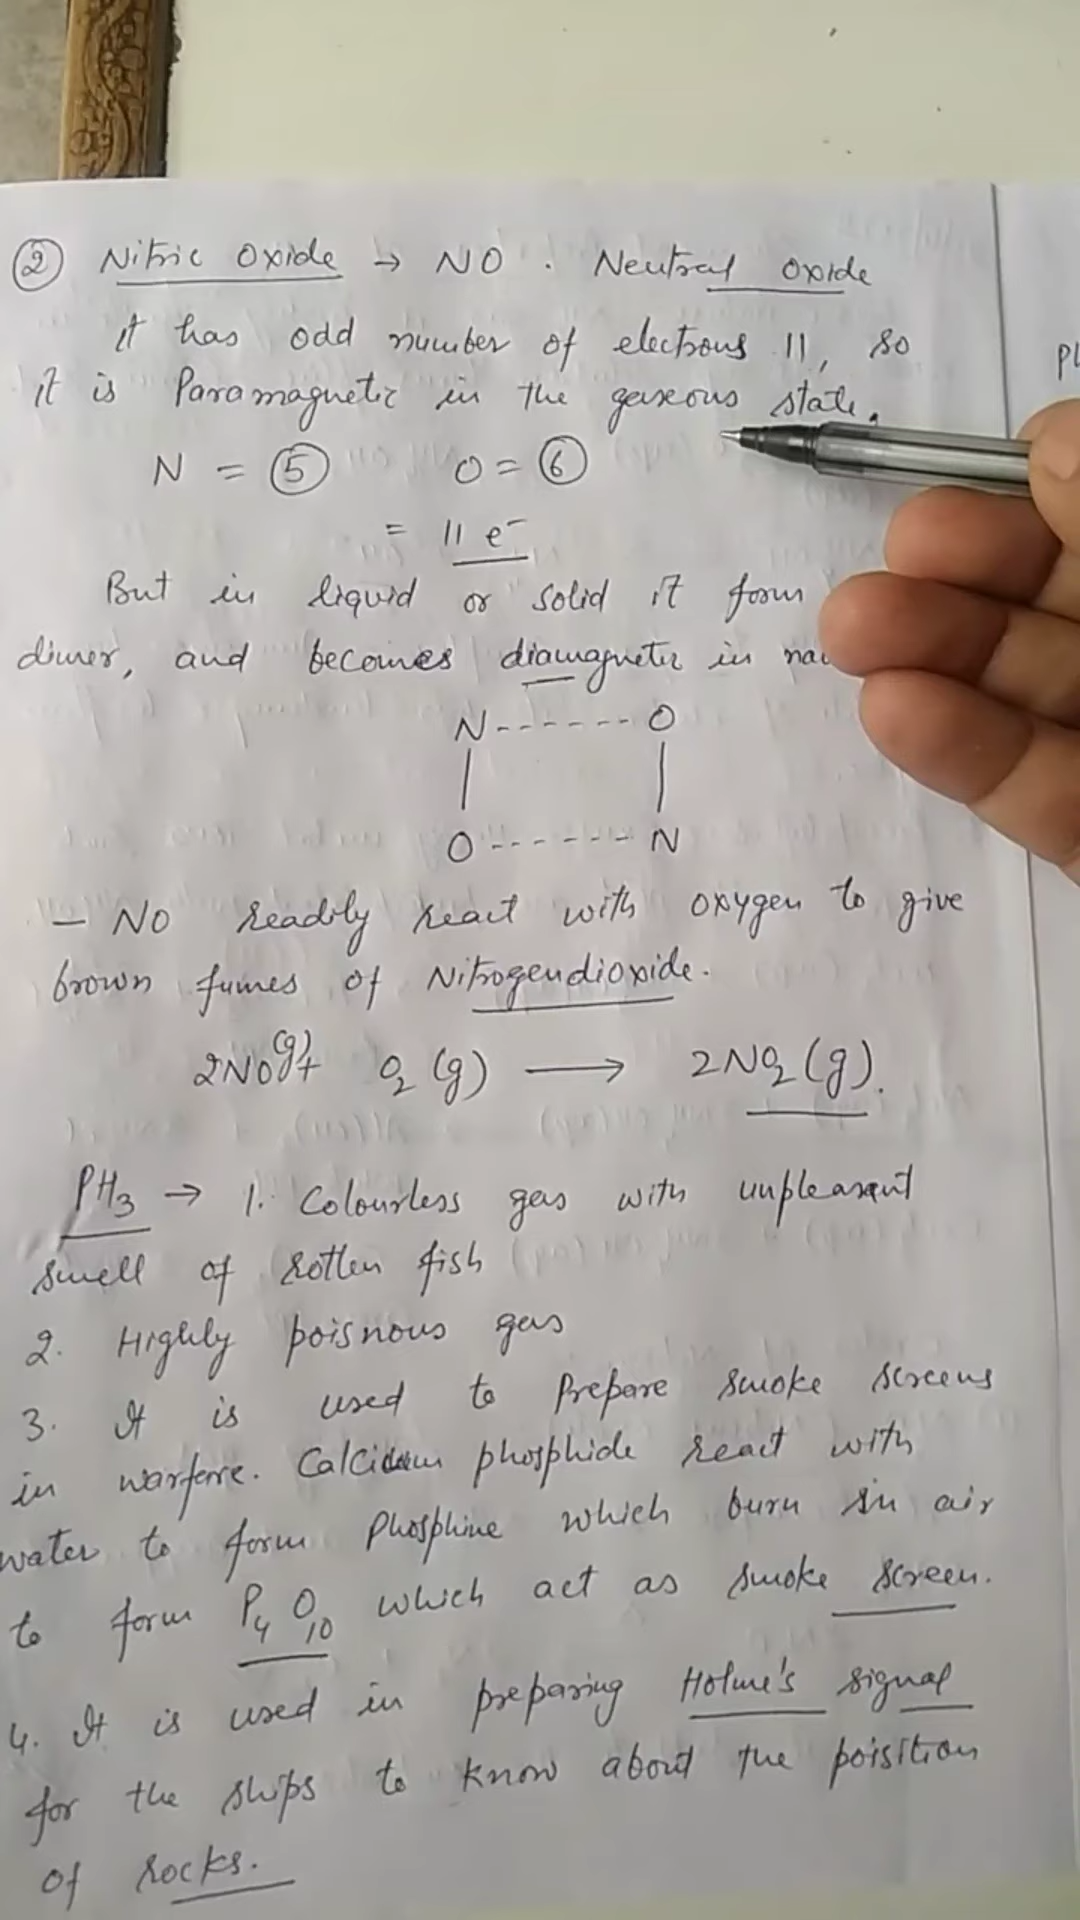 ② Nitric Oxide → NO . Neutral Oxide
it has odd number of electrons 11, so
it is Paramagnetic in the gaseous state.
N = ⑤ O = ⑥
= 11 e⁻
But in liquid or solid it form
dimer, and becomes diamagnetic in
N ------ O
| |
O ------ N
– NO readily react with oxygen to give
brown fumes of Nitrogendioxide.
2NO(g)+ O₂ (g) → 2NO₂ (g).
PH₃ → 1. Colourless gas with unpleasant
smell of rotten fish
2. Highly poisnous gas
3. It is used to Prepare smoke screens
in warfare. Calcium phosphide react with
water to form Phosphine which burn in air
to form P₄ O₁₀ which act as smoke screen.
4. It is used in preparing Holme's signal
for the ships to know about the poisition
of rocks.